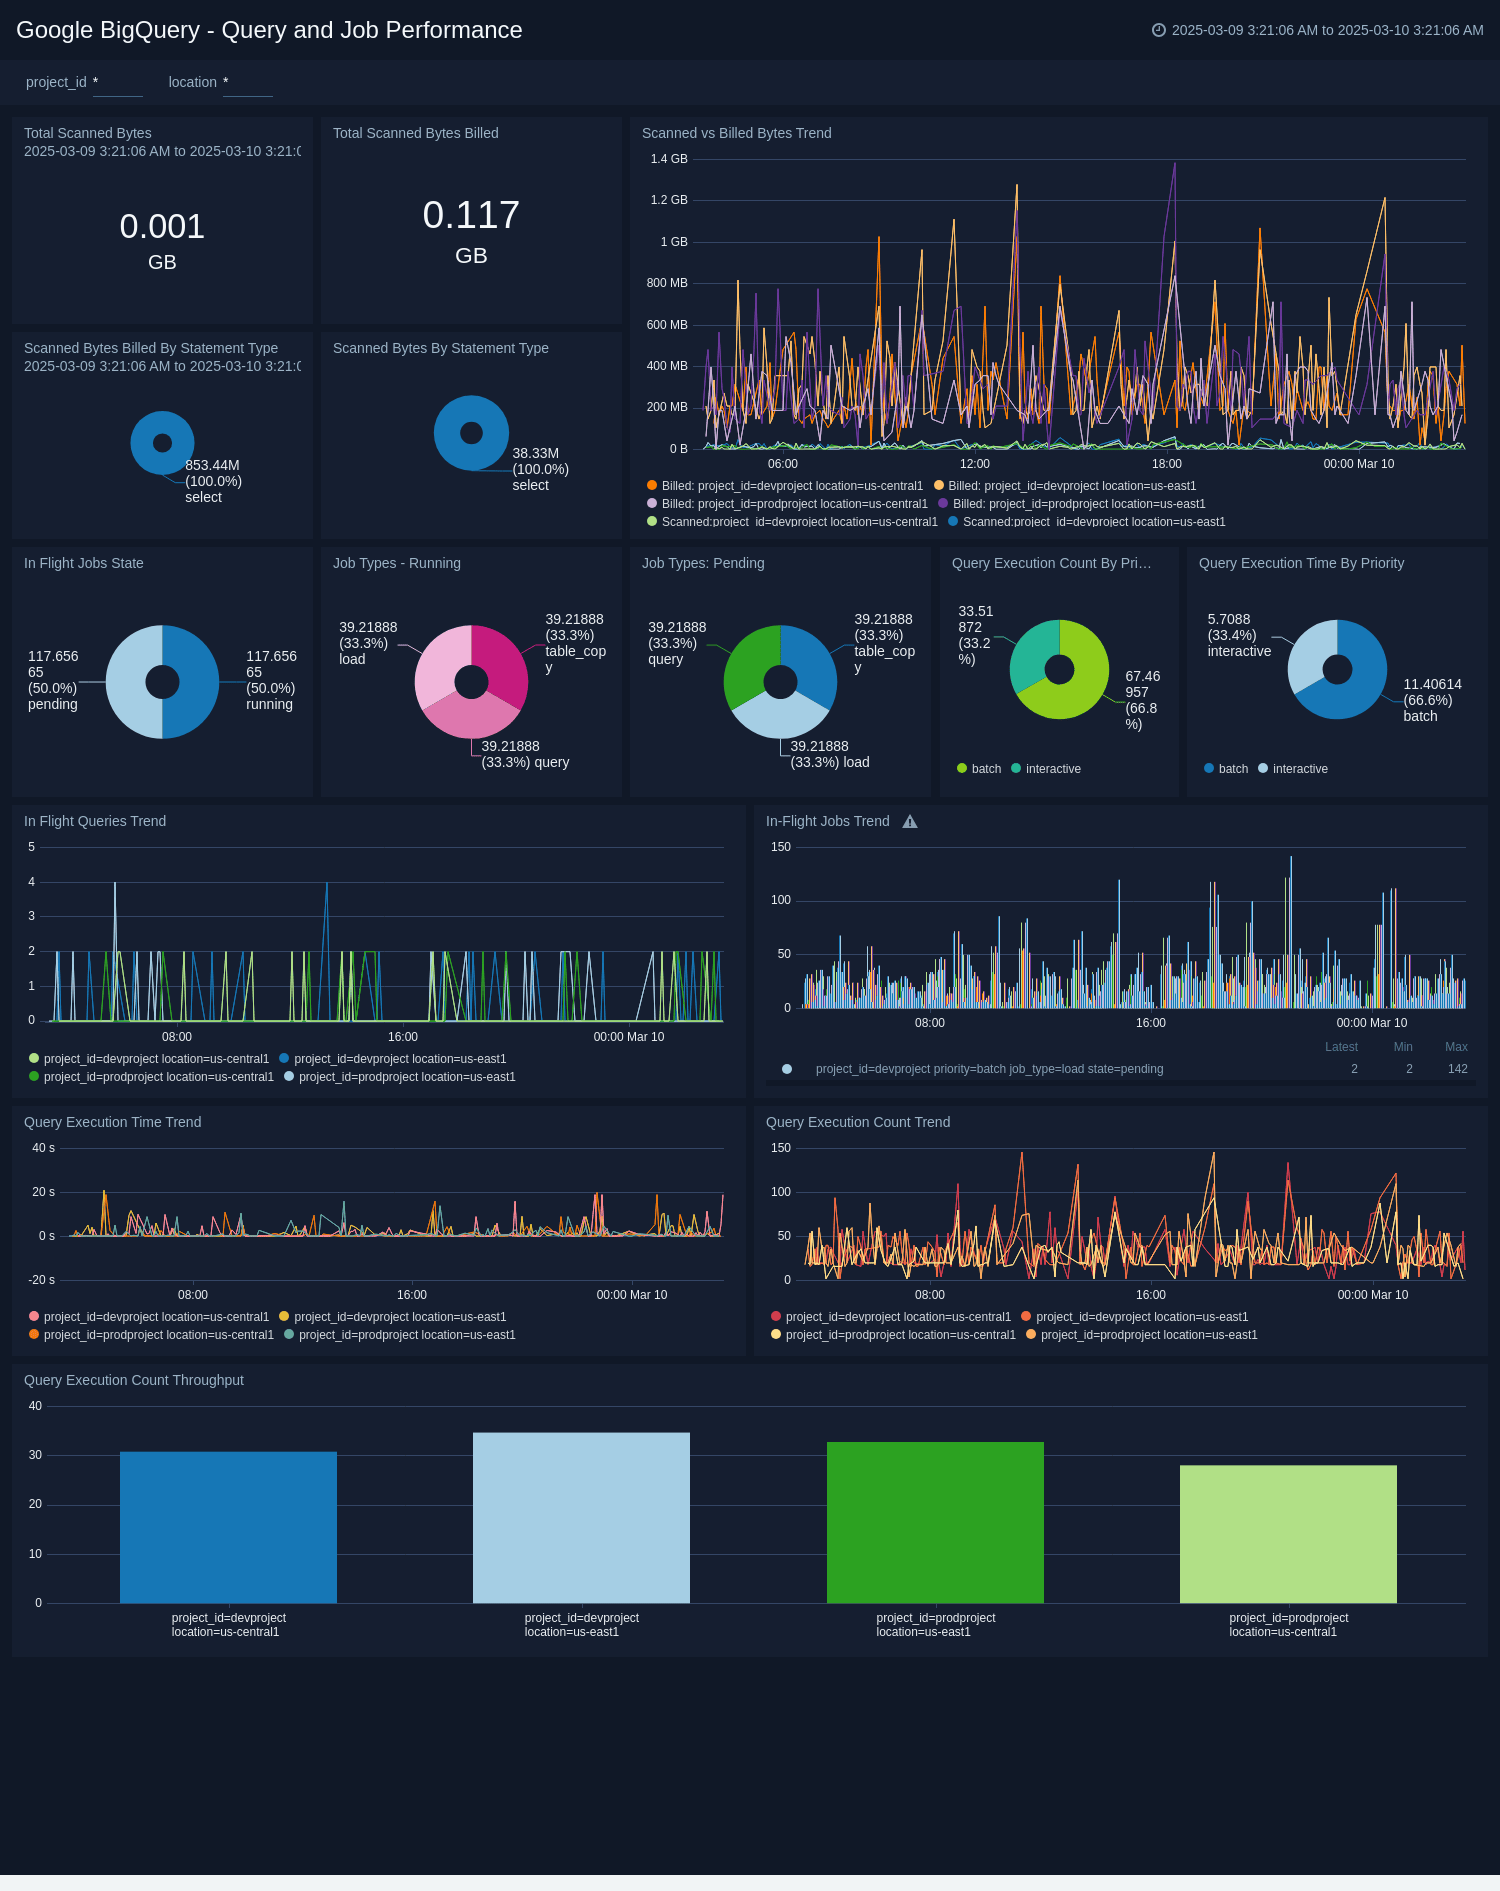 Google BigQuery - Query and Job Performance
2025-03-09 3:21:06 AM to 2025-03-10 3:21:06 AM
project_id *
location *
Total Scanned Bytes
2025-03-09 3:21:06 AM to 2025-03-10 3:21:0
0.001
GB
Total Scanned Bytes Billed
0.117
GB
Scanned vs Billed Bytes Trend
1.4 GB
1.2 GB
1 GB
800 MB
600 MB
400 MB
200 MB
0 B
06:00
12:00
18:00
00:00 Mar 10
Billed: project_id=devproject location=us-central1
Billed: project_id=devproject location=us-east1
Billed: project_id=prodproject location=us-central1
Billed: project_id=prodproject location=us-east1
Scanned:project_id=devproject location=us-central1
Scanned:project_id=devproject location=us-east1
Scanned Bytes Billed By Statement Type
2025-03-09 3:21:06 AM to 2025-03-10 3:21:0
853.44M
(100.0%)
select
Scanned Bytes By Statement Type
38.33M
(100.0%)
select
In Flight Jobs State
117.656
65
(50.0%)
pending
117.656
65
(50.0%)
running
Job Types - Running
39.21888
(33.3%)
load
39.21888
(33.3%)
table_cop
y
39.21888
(33.3%) query
Job Types: Pending
39.21888
(33.3%)
query
39.21888
(33.3%)
table_cop
y
39.21888
(33.3%) load
Query Execution Count By Pri…
33.51
872
(33.2
%)
67.46
957
(66.8
%)
batch
interactive
Query Execution Time By Priority
5.7088
(33.4%)
interactive
11.40614
(66.6%)
batch
batch
interactive
In Flight Queries Trend
5
4
3
2
1
0
08:00
16:00
00:00 Mar 10
project_id=devproject location=us-central1
project_id=devproject location=us-east1
project_id=prodproject location=us-central1
project_id=prodproject location=us-east1
In-Flight Jobs Trend
150
100
50
0
08:00
16:00
00:00 Mar 10
Latest
Min
Max
project_id=devproject priority=batch job_type=load state=pending
2
2
142
Query Execution Time Trend
40 s
20 s
0 s
-20 s
08:00
16:00
00:00 Mar 10
project_id=devproject location=us-central1
project_id=devproject location=us-east1
project_id=prodproject location=us-central1
project_id=prodproject location=us-east1
Query Execution Count Trend
150
100
50
0
08:00
16:00
00:00 Mar 10
project_id=devproject location=us-central1
project_id=devproject location=us-east1
project_id=prodproject location=us-central1
project_id=prodproject location=us-east1
Query Execution Count Throughput
40
30
20
10
0
project_id=devproject
location=us-central1
project_id=devproject
location=us-east1
project_id=prodproject
location=us-east1
project_id=prodproject
location=us-central1